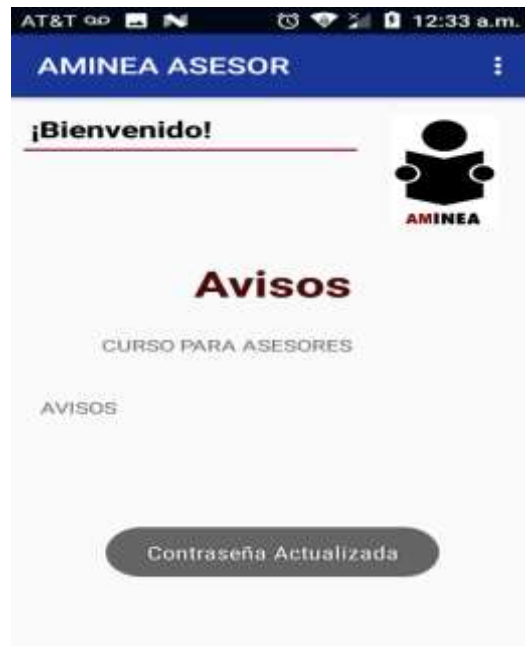 AT&T 12:33 a.m.
AMINEA ASESOR
¡Bienvenido!
AMINEA
Avisos
CURSO PARA ASESORES
AVISOS
Contraseña Actualizada